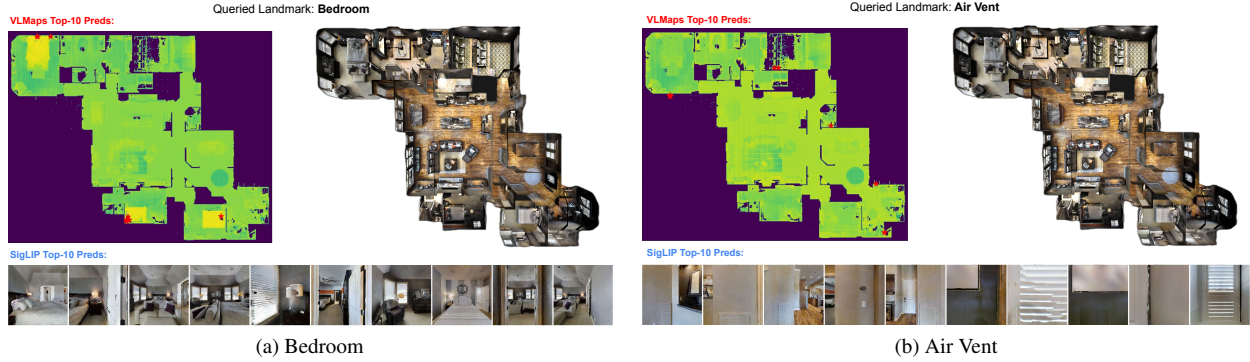 Queried Landmark: Bedroom
VLMaps Top-10 Preds:
SigLIP Top-10 Preds:
(a) Bedroom
Queried Landmark: Air Vent
VLMaps Top-10 Preds:
SigLIP Top-10 Preds:
(b) Air Vent